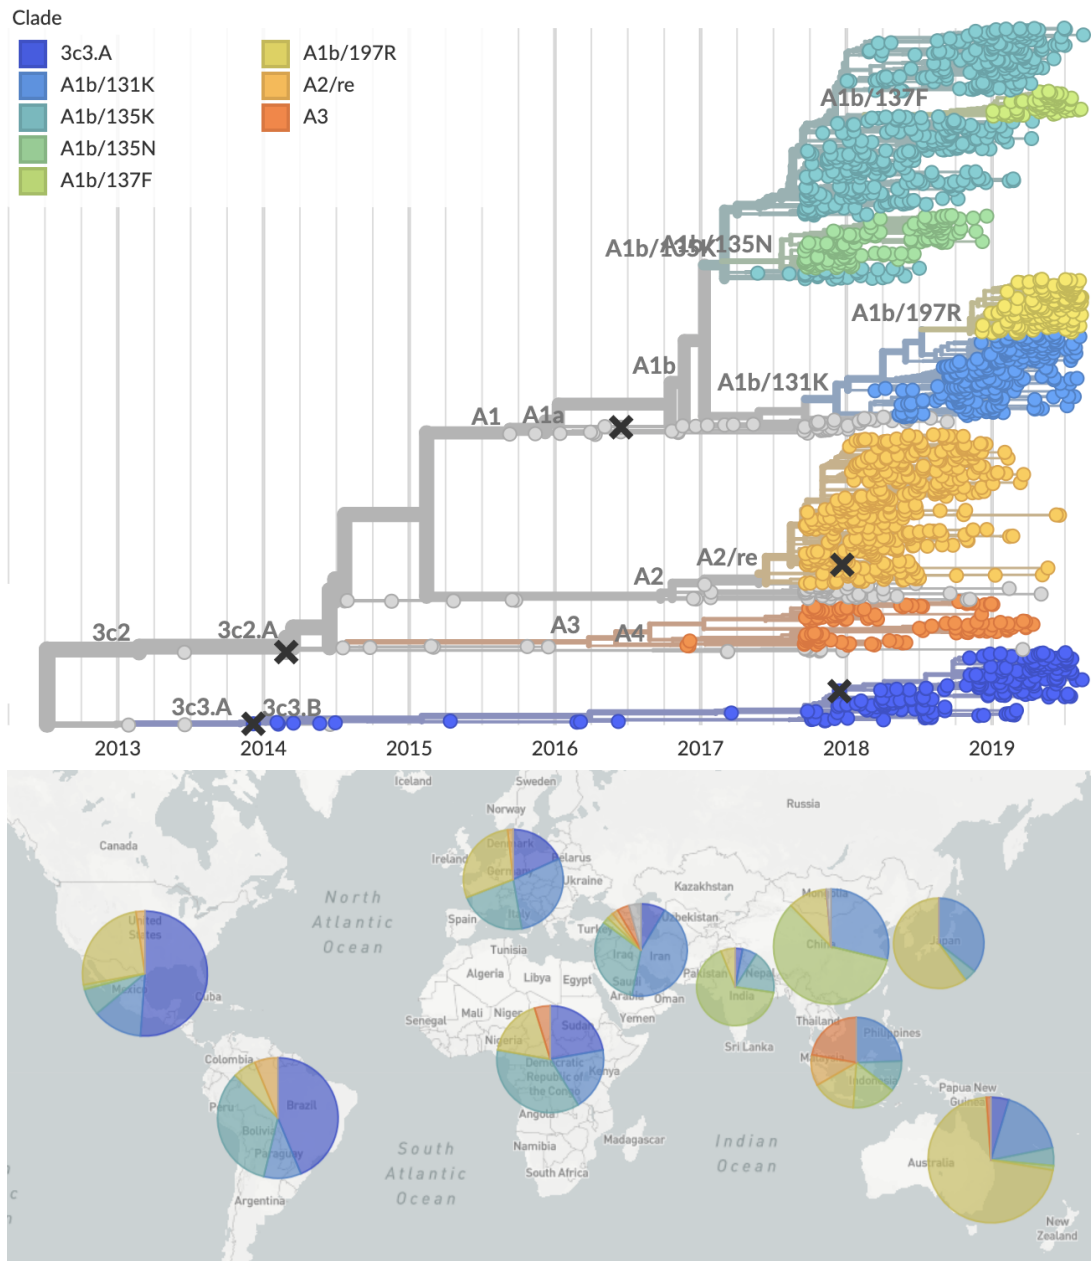 Clade
3c3.A
A1b/131K
A1b/135K
A1b/135N
A1b/137F
A1b/197R
A2/re
A3
A1b/137F
A1b/135K
A1b/135N
A1b/197R
A1b
A1b/131K
A1
A1a
A2/re
A2
A3
A4
3c2
3c2.A
3c3.A
3c3.B
2013 2014 2015 2016 2017 2018 2019
Iceland
Sweden
Norway
Russia
Canada
Denmark
Ireland
Belarus
Germany
Ukraine
Kazakhstan
Mongolia
North
Atlantic
Ocean
Spain
Italy
United
States
Turkey
Uzbekistan
China
Japan
Tunisia
Iraq
Iran
Algeria
Libya
Egypt
Pakistan
Nepal
Mexico
Cuba
Saudi
Arabia
Oman
India
Senegal
Mali
Niger
Yemen
Sudan
Thailand
Philippines
Nigeria
Sri Lanka
Colombia
Democratic
Republic of
the Congo
Kenya
Malaysia
Indonesia
Papua New
Guinea
Peru
Brazil
Angola
Bolivia
Paraguay
Namibia
Madagascar
South
Atlantic
Ocean
Indian
Ocean
Australia
South Africa
Argentina
New
Zealand
c
n